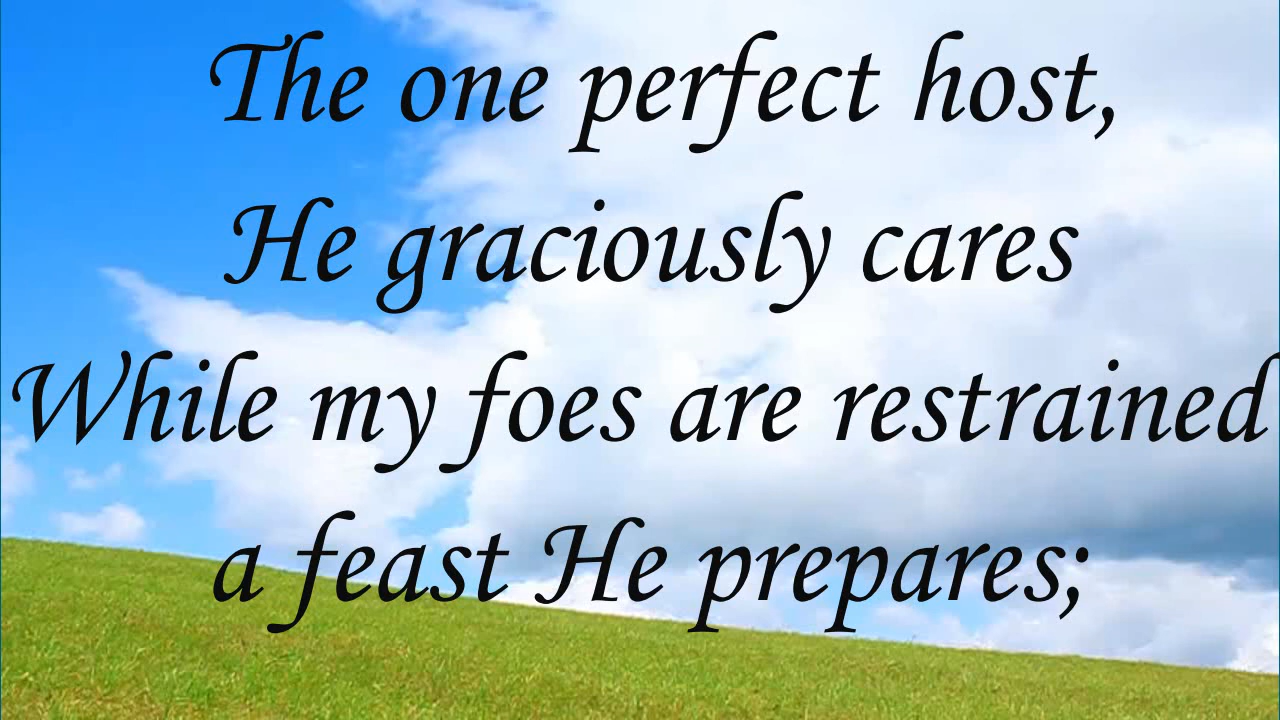 The one perfect host,
He graciously cares
While my foes are restrained
a feast He prepares;